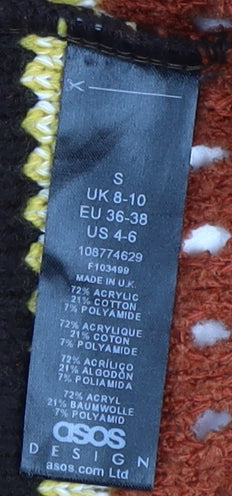 S
UK 8-10
EU 36-38
US 4-6
108774629
F103499
MADE IN U.K.
72% ACRYLIC
21% COTTON
7% POLYAMIDE
72% ACRYLIQUE
21% COTON
7% POLYAMIDE
72% ACRÍLICO
21% ALGODÓN
7% POLIAMIDA
72% ACRYL
21% BAUMWOLLE
7% POLYAMID
asos
DESIGN
asos.com Ltd